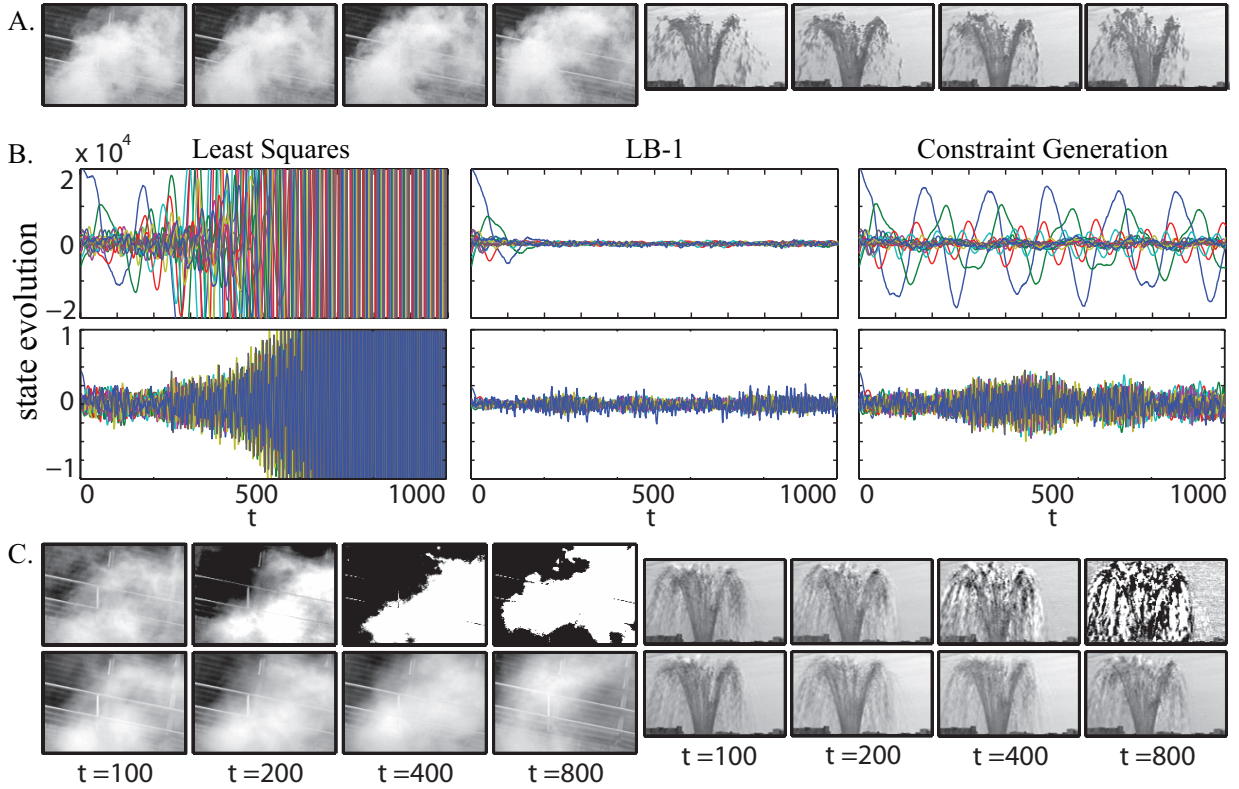 A.
B.
x 10^4
Least Squares
LB-1
Constraint Generation
state evolution
2
0
−2
1
0
−1
0 500 1000
0 500 1000
0 500 1000
t
t
t
C.
t =100
t =200
t =400
t =800
t =100
t =200
t =400
t =800